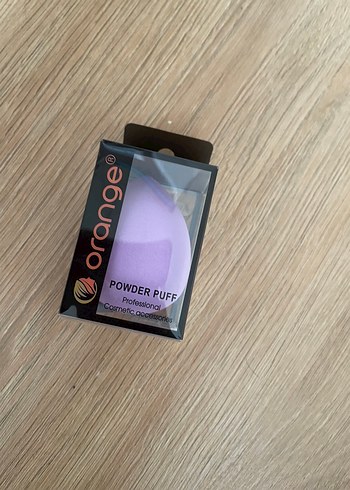 orange®
POWDER PUFF
Professional
Cosmetic accessories